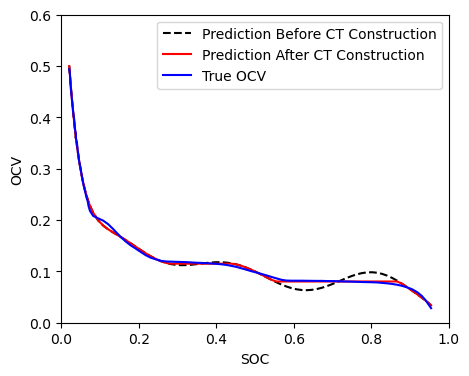 0.6
0.5
0.4
0.3
0.2
0.1
0.0
OCV
Prediction Before CT Construction
Prediction After CT Construction
True OCV
0.0 0.2 0.4 0.6 0.8 1.0
SOC